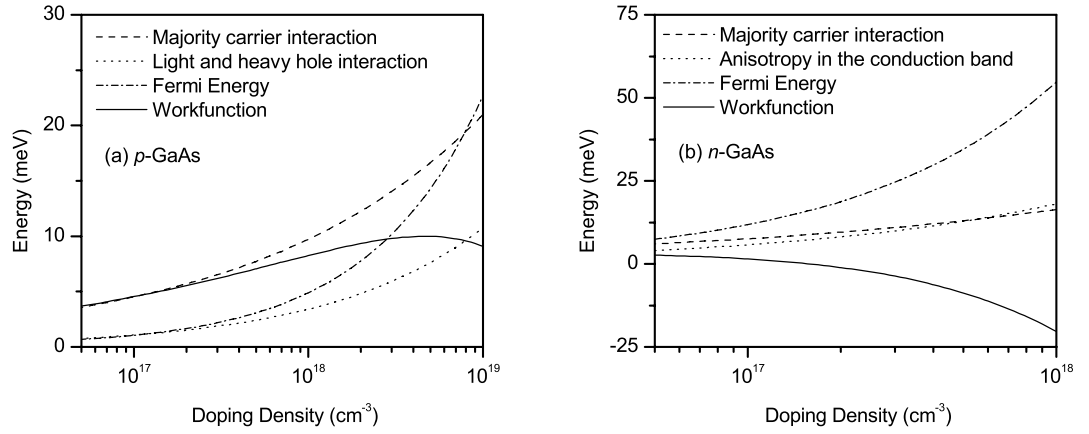 30
Majority carrier interaction
Light and heavy hole interaction
Fermi Energy
Workfunction
20
(a) p-GaAs
Energy (meV)
10
0
10^17
10^18
10^19
Doping Density (cm^-3)
75
Majority carrier interaction
Anisotropy in the conduction band
Fermi Energy
Workfunction
50
(b) n-GaAs
Energy (meV)
25
0
-25
10^17
10^18
Doping Density (cm^-3)